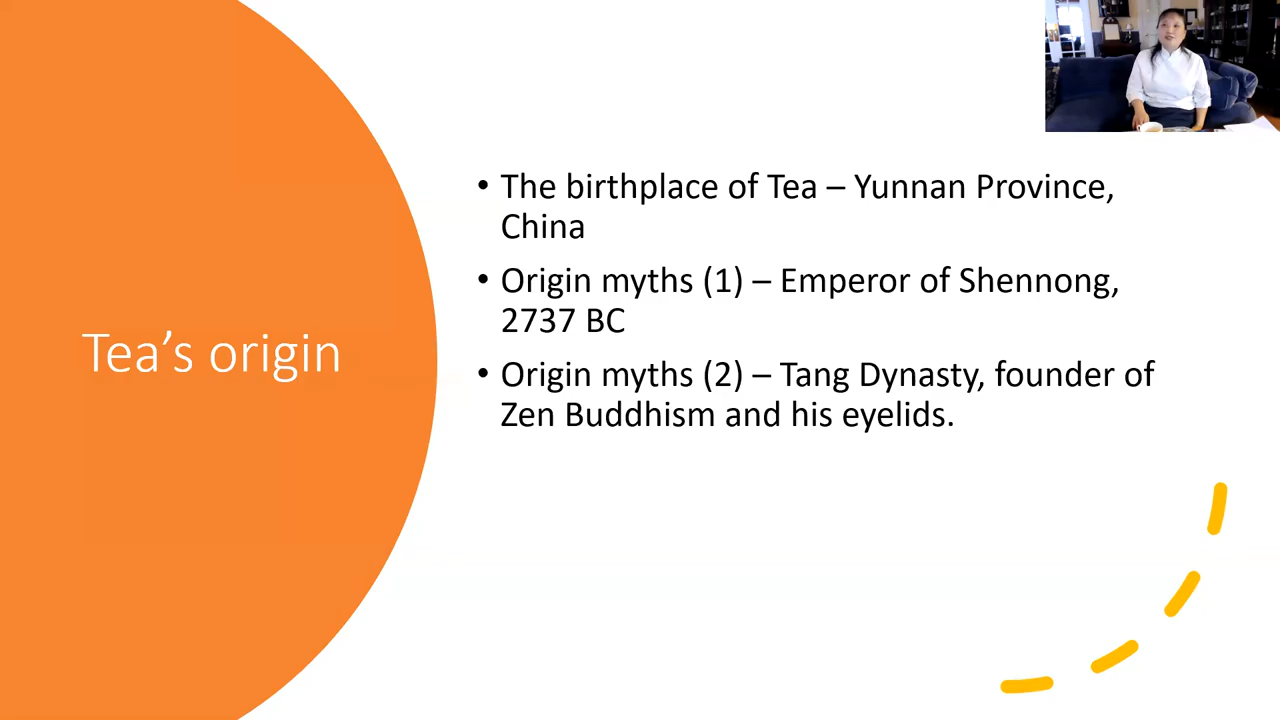 Tea's origin
• The birthplace of Tea – Yunnan Province,
China
• Origin myths (1) – Emperor of Shennong,
2737 BC
• Origin myths (2) – Tang Dynasty, founder of
Zen Buddhism and his eyelids.